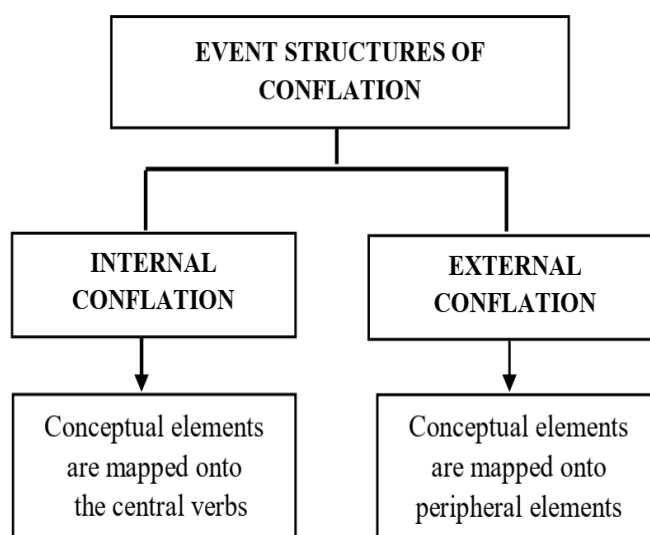 EVENT STRUCTURES OF
CONFLATION
INTERNAL
CONFLATION
EXTERNAL
CONFLATION
Conceptual elements
are mapped onto
the central verbs
Conceptual elements
are mapped onto
peripheral elements